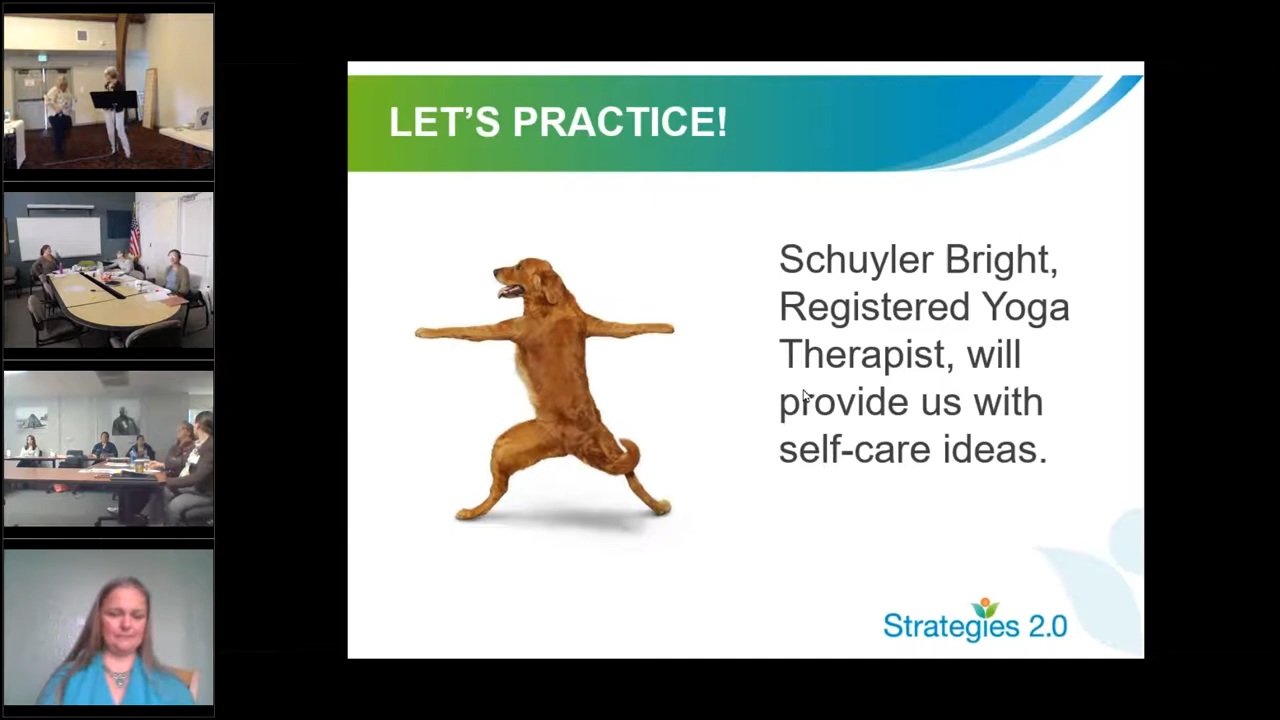 LET'S PRACTICE!
Schuyler Bright,
Registered Yoga
Therapist, will
provide us with
self-care ideas.
Strategies 2.0